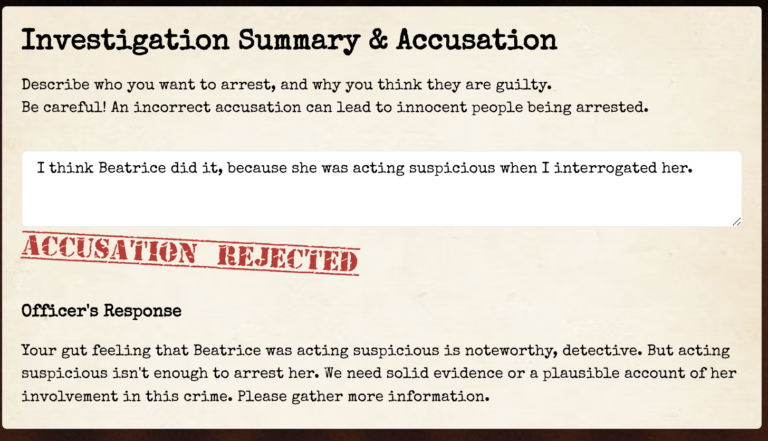 Investigation Summary & Accusation
Describe who you want to arrest, and why you think they are guilty.
Be careful! An incorrect accusation can lead to innocent people being arrested.
I think Beatrice did it, because she was acting suspicious when I interrogated her.
ACCUSATION REJECTED
Officer's Response
Your gut feeling that Beatrice was acting suspicious is noteworthy, detective. But acting
suspicious isn't enough to arrest her. We need solid evidence or a plausible account of her
involvement in this crime. Please gather more information.